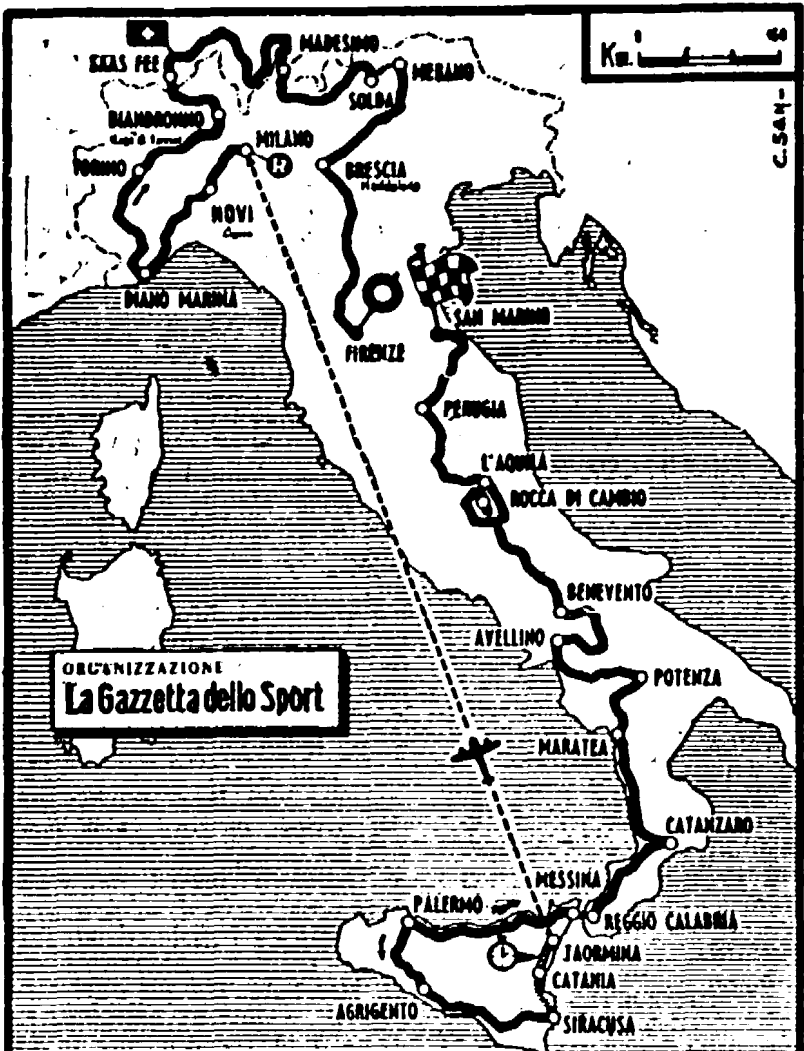 SAAS FEE
MADESIMO
SOLDA
MERANO
Km.
BIANDRONNO
MILANO
R
TORINO
BRESCIA
NOVI
DIANO MARINA
FIRENZE
SAN MARINO
PERUGIA
L'AQUILA
ROCCA DI CAMBIO
BENEVENTO
AVELLINO
POTENZA
ORGANIZZAZIONE
La Gazzetta dello Sport
MARATEA
CATANZARO
MESSINA
PALERMO
REGGIO CALABRIA
TAORMINA
CATANIA
AGRIGENTO
SIRACUSA